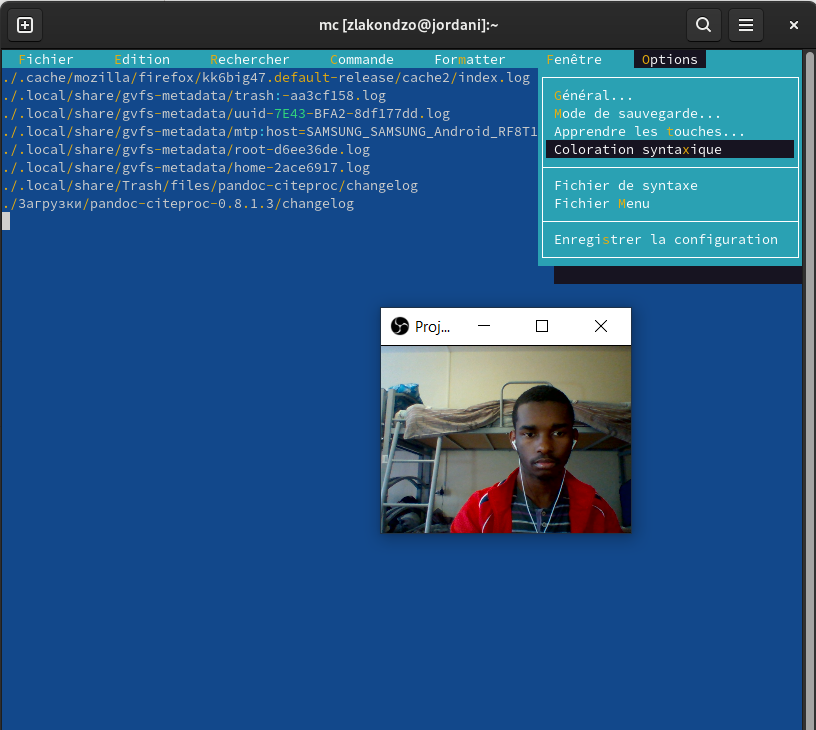 mc [zlakondzo@jordani]:~
Fichier Edition Rechercher Commande Formatter Fenêtre Options
./.cache/mozilla/firefox/kk6big47.default-release/cache2/index.log
./.local/share/gvfs-metadata/trash:-aa3cf158.log
./.local/share/gvfs-metadata/uuid-7E43-BFA2-8df177dd.log
./.local/share/gvfs-metadata/mtp:host=SAMSUNG_SAMSUNG_Android_RF8T1
./.local/share/gvfs-metadata/root-d6ee36de.log
./.local/share/gvfs-metadata/home-2ace6917.log
./.local/share/Trash/files/pandoc-citeproc/changelog
./Загрузки/pandoc-citeproc-0.8.1.3/changelog
Général...
Mode de sauvegarde...
Apprendre les touches...
Coloration syntaxique
Fichier de syntaxe
Fichier Menu
Enregistrer la configuration
Proj...